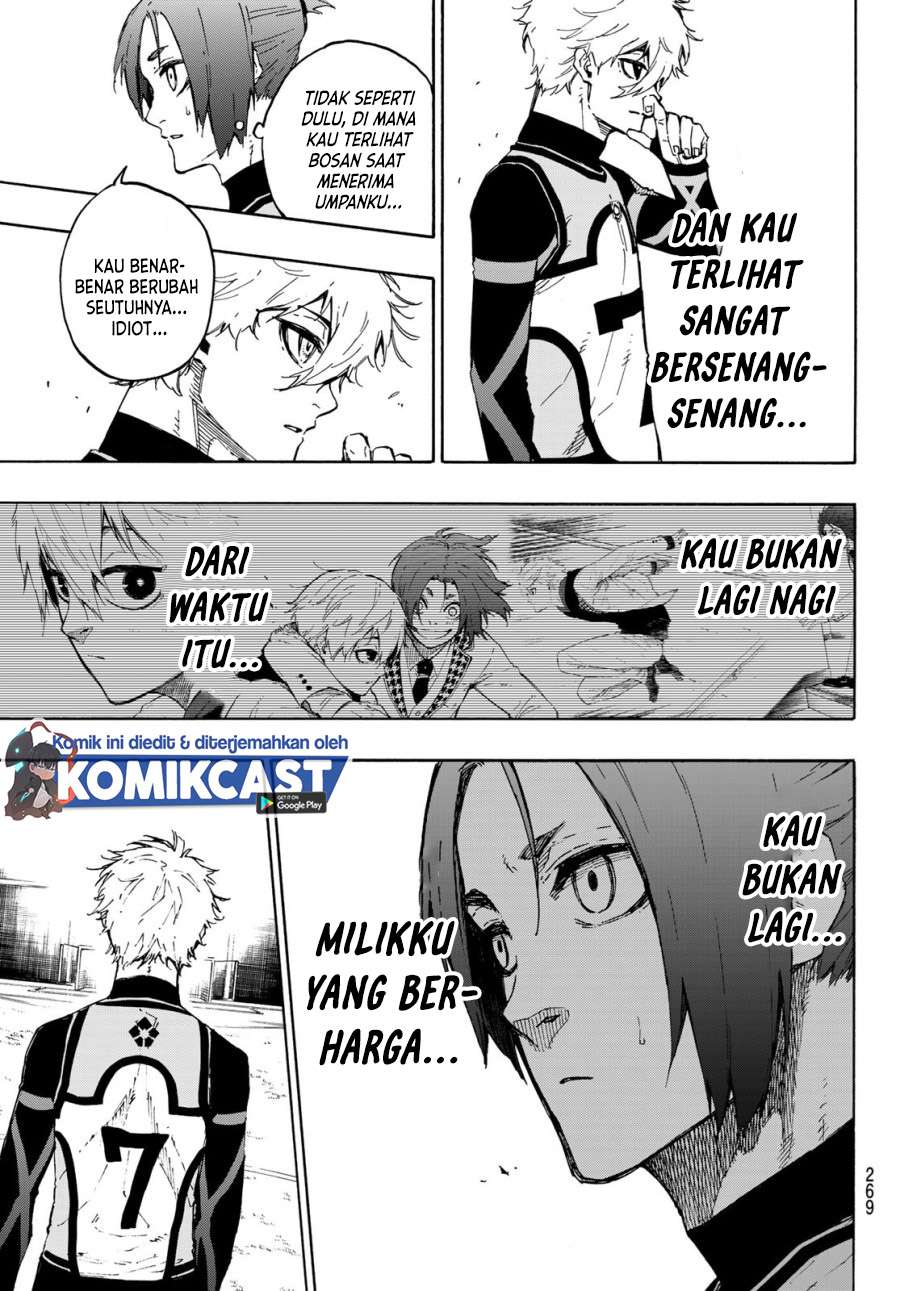 DAN KAU
TERLIHAT
SANGAT
BERSENANG-
SENANG...
TIDAK SEPERTI
DULU, DI MANA
KAU TERLIHAT
BOSAN SAAT
MENERIMA
UMPANKU...
KAU BENAR-
BENAR BERUBAH
SEUTUHNYA...
IDIOT...
KAU BUKAN
LAGI NAGI
DARI
WAKTU
ITU...
Komik ini diedit & diterjemahkan oleh
KOMIKCAST
GET IT ON
Google Play
KAU
BUKAN
LAGI...
MILIKKU
YANG BER-
HARGA...
7
269